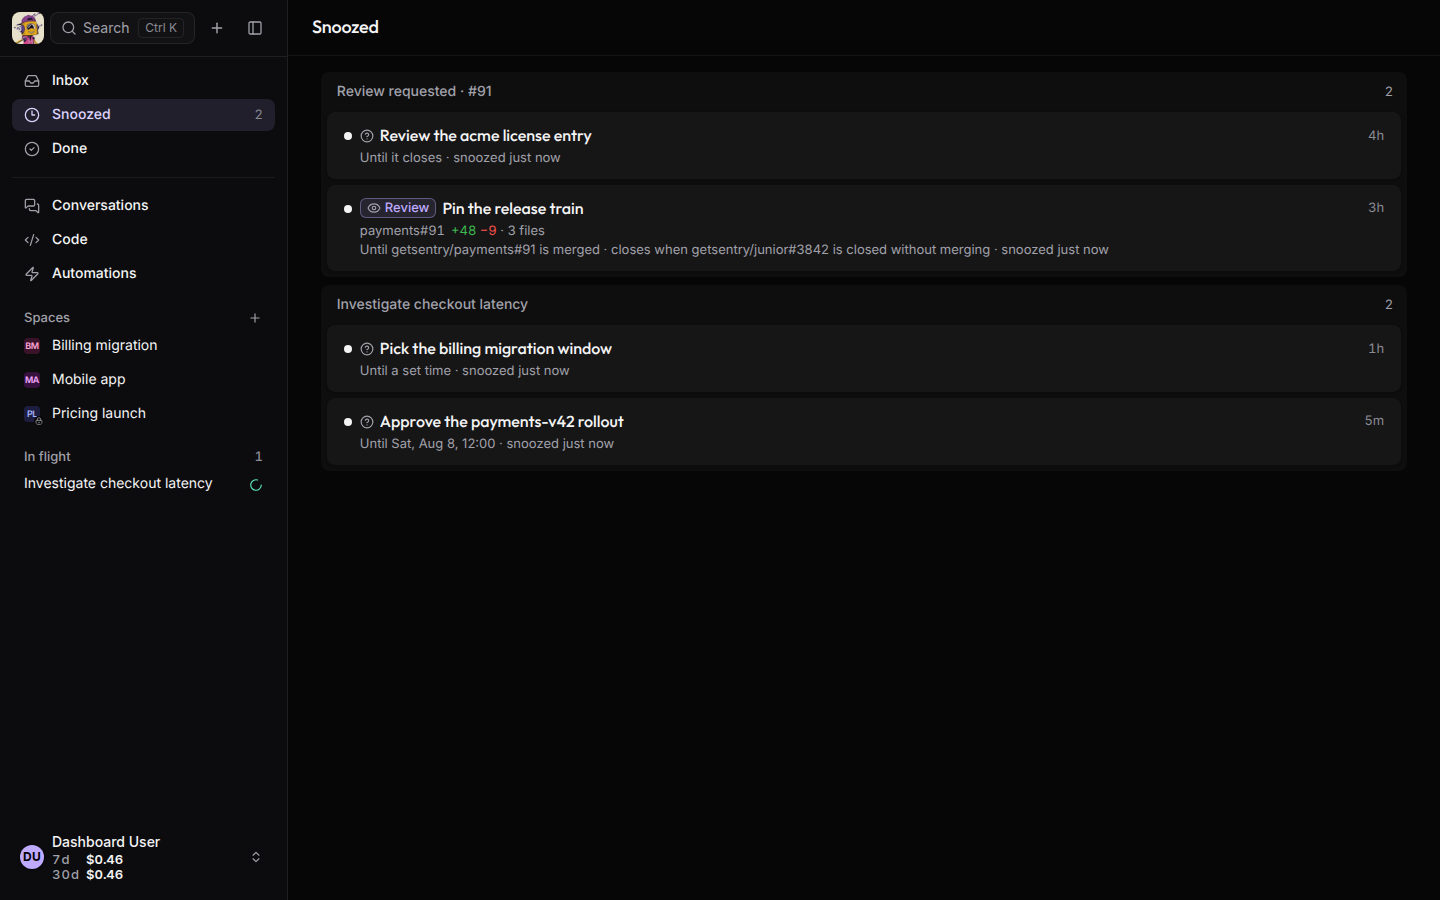 Search Ctrl K
Inbox
Snoozed 2
Done
Conversations
Code
Automations
Spaces
BM Billing migration
MA Mobile app
PL Pricing launch
In flight 1
Investigate checkout latency
DU Dashboard User
7d $0.46
30d $0.46
Snoozed
Review requested · #91 2
Review the acme license entry 4h
Until it closes · snoozed just now
Review Pin the release train 3h
payments#91 +48 −9 · 3 files
Until getsentry/payments#91 is merged · closes when getsentry/junior#3842 is closed without merging · snoozed just now
Investigate checkout latency 2
Pick the billing migration window 1h
Until a set time · snoozed just now
Approve the payments-v42 rollout 5m
Until Sat, Aug 8, 12:00 · snoozed just now